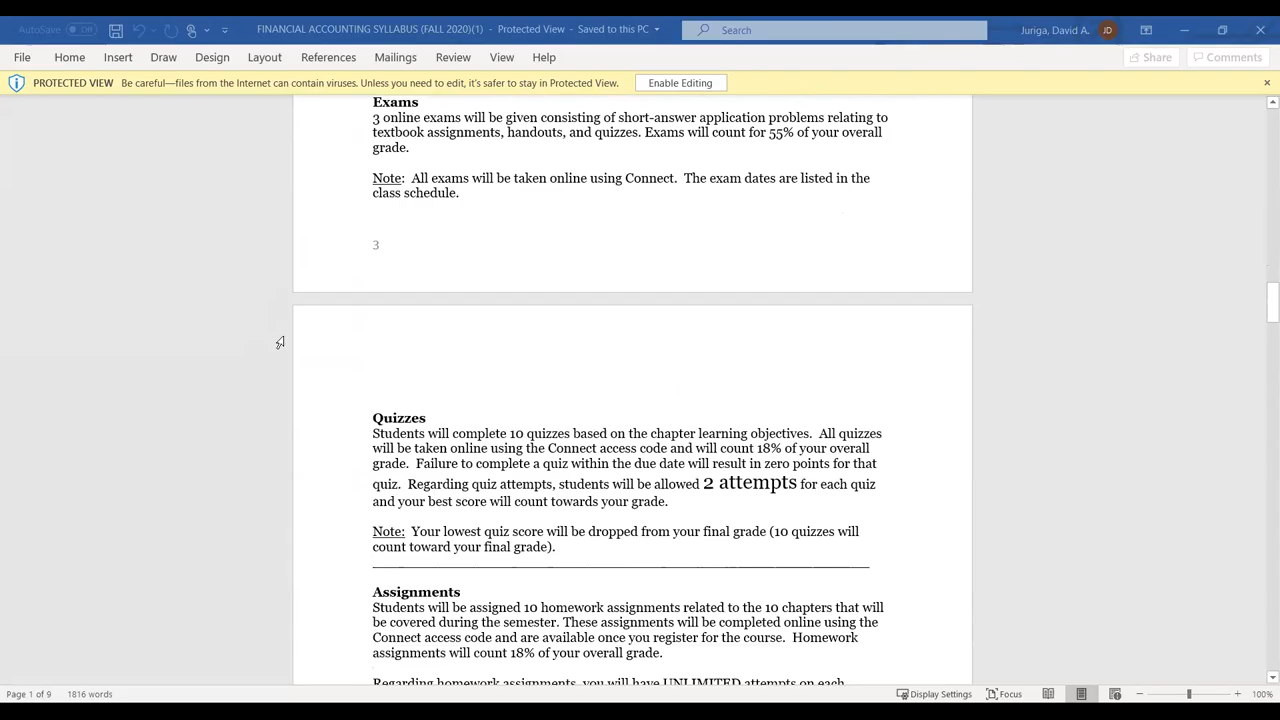 AutoSave Off FINANCIAL ACCOUNTING SYLLABUS (FALL 2020)(1) - Protected View - Saved to this PC Search Juriga, David A. JD
File Home Insert Draw Design Layout References Mailings Review View Help Share Comments
PROTECTED VIEW Be careful—files from the Internet can contain viruses. Unless you need to edit, it's safer to stay in Protected View. Enable Editing
Exams
3 online exams will be given consisting of short-answer application problems relating to
textbook assignments, handouts, and quizzes. Exams will count for 55% of your overall
grade.
Note: All exams will be taken online using Connect. The exam dates are listed in the
class schedule.
3
Quizzes
Students will complete 10 quizzes based on the chapter learning objectives. All quizzes
will be taken online using the Connect access code and will count 18% of your overall
grade. Failure to complete a quiz within the due date will result in zero points for that
quiz. Regarding quiz attempts, students will be allowed 2 attempts for each quiz
and your best score will count towards your grade.
Note: Your lowest quiz score will be dropped from your final grade (10 quizzes will
count toward your final grade).
Assignments
Students will be assigned 10 homework assignments related to the 10 chapters that will
be covered during the semester. These assignments will be completed online using the
Connect access code and are available once you register for the course. Homework
assignments will count 18% of your overall grade.
Regarding homework assignments, you will have UNLIMITED attempts on each
Page 1 of 9 1816 words Display Settings Focus 100%